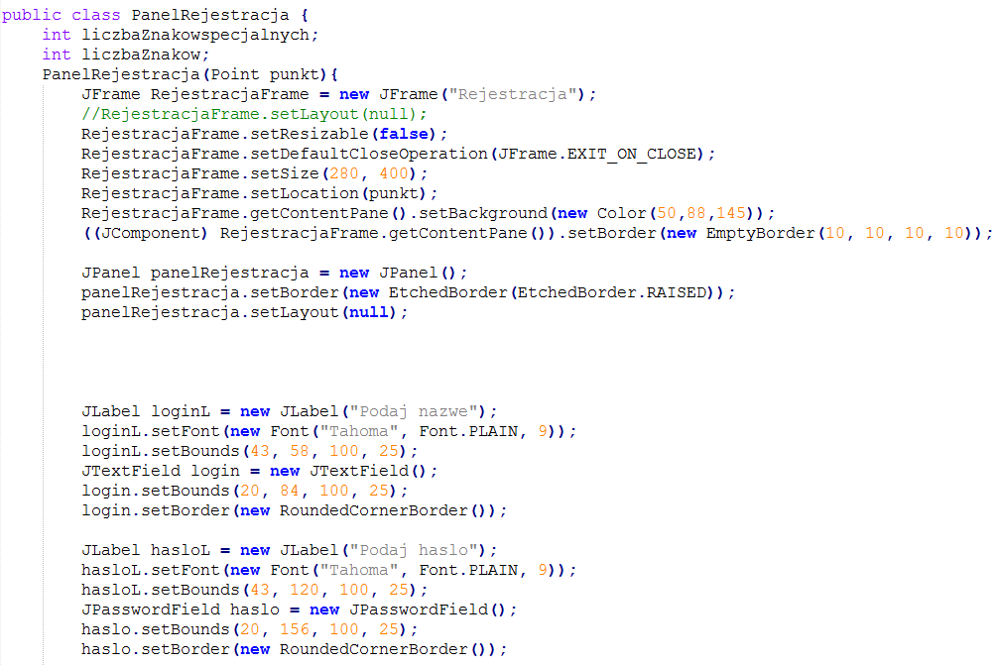 public class PanelRejestracja {
    int liczbaZnakowspecjalnych;
    int liczbaZnakow;
    PanelRejestracja(Point punkt){
        JFrame RejestracjaFrame = new JFrame("Rejestracja");
        //RejestracjaFrame.setLayout(null);
        RejestracjaFrame.setResizable(false);
        RejestracjaFrame.setDefaultCloseOperation(JFrame.EXIT_ON_CLOSE);
        RejestracjaFrame.setSize(280, 400);
        RejestracjaFrame.setLocation(punkt);
        RejestracjaFrame.getContentPane().setBackground(new Color(50,88,145));
        ((JComponent) RejestracjaFrame.getContentPane()).setBorder(new EmptyBorder(10, 10, 10, 10));

        JPanel panelRejestracja = new JPanel();
        panelRejestracja.setBorder(new EtchedBorder(EtchedBorder.RAISED));
        panelRejestracja.setLayout(null);

        JLabel loginL = new JLabel("Podaj nazwe");
        loginL.setFont(new Font("Tahoma", Font.PLAIN, 9));
        loginL.setBounds(43, 58, 100, 25);
        JTextField login = new JTextField();
        login.setBounds(20, 84, 100, 25);
        login.setBorder(new RoundedCornerBorder());

        JLabel hasloL = new JLabel("Podaj haslo");
        hasloL.setFont(new Font("Tahoma", Font.PLAIN, 9));
        hasloL.setBounds(43, 120, 100, 25);
        JPasswordField haslo = new JPasswordField();
        haslo.setBounds(20, 156, 100, 25);
        haslo.setBorder(new RoundedCornerBorder());